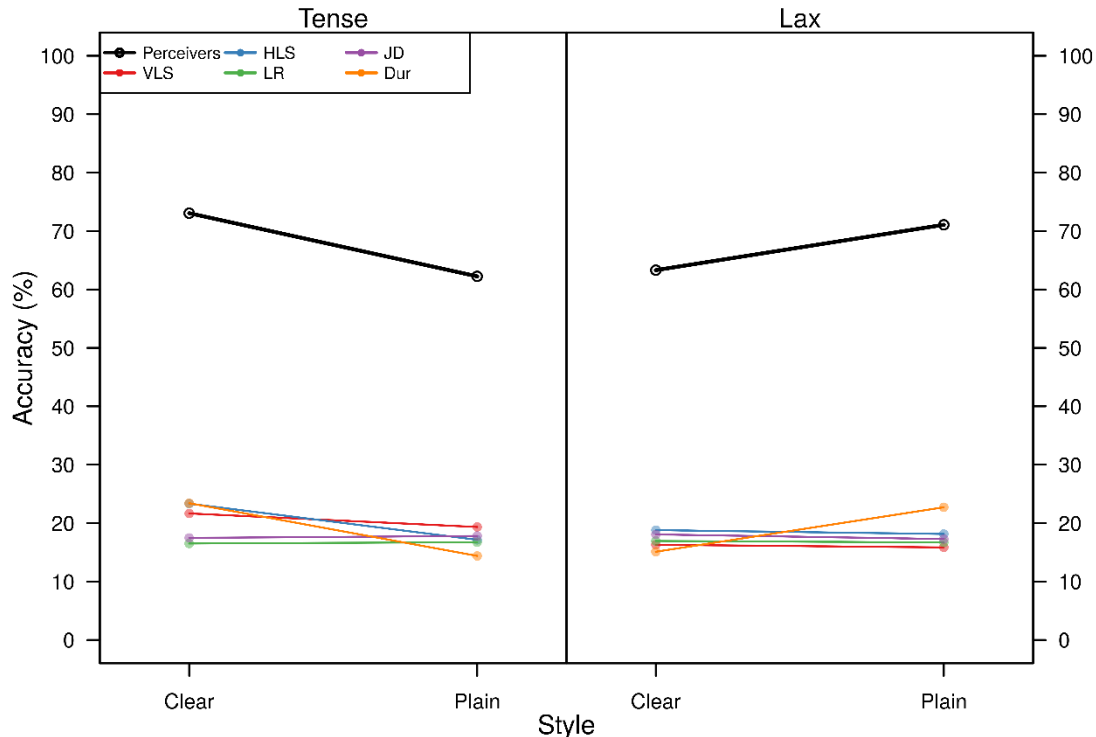 Tense Lax
Perceivers HLS JD
VLS LR Dur
100 100
90 90
80 80
70 70
60 60
50 50
40 40
30 30
20 20
10 10
0 0
Accuracy (%)
Clear Plain Clear Plain
Style